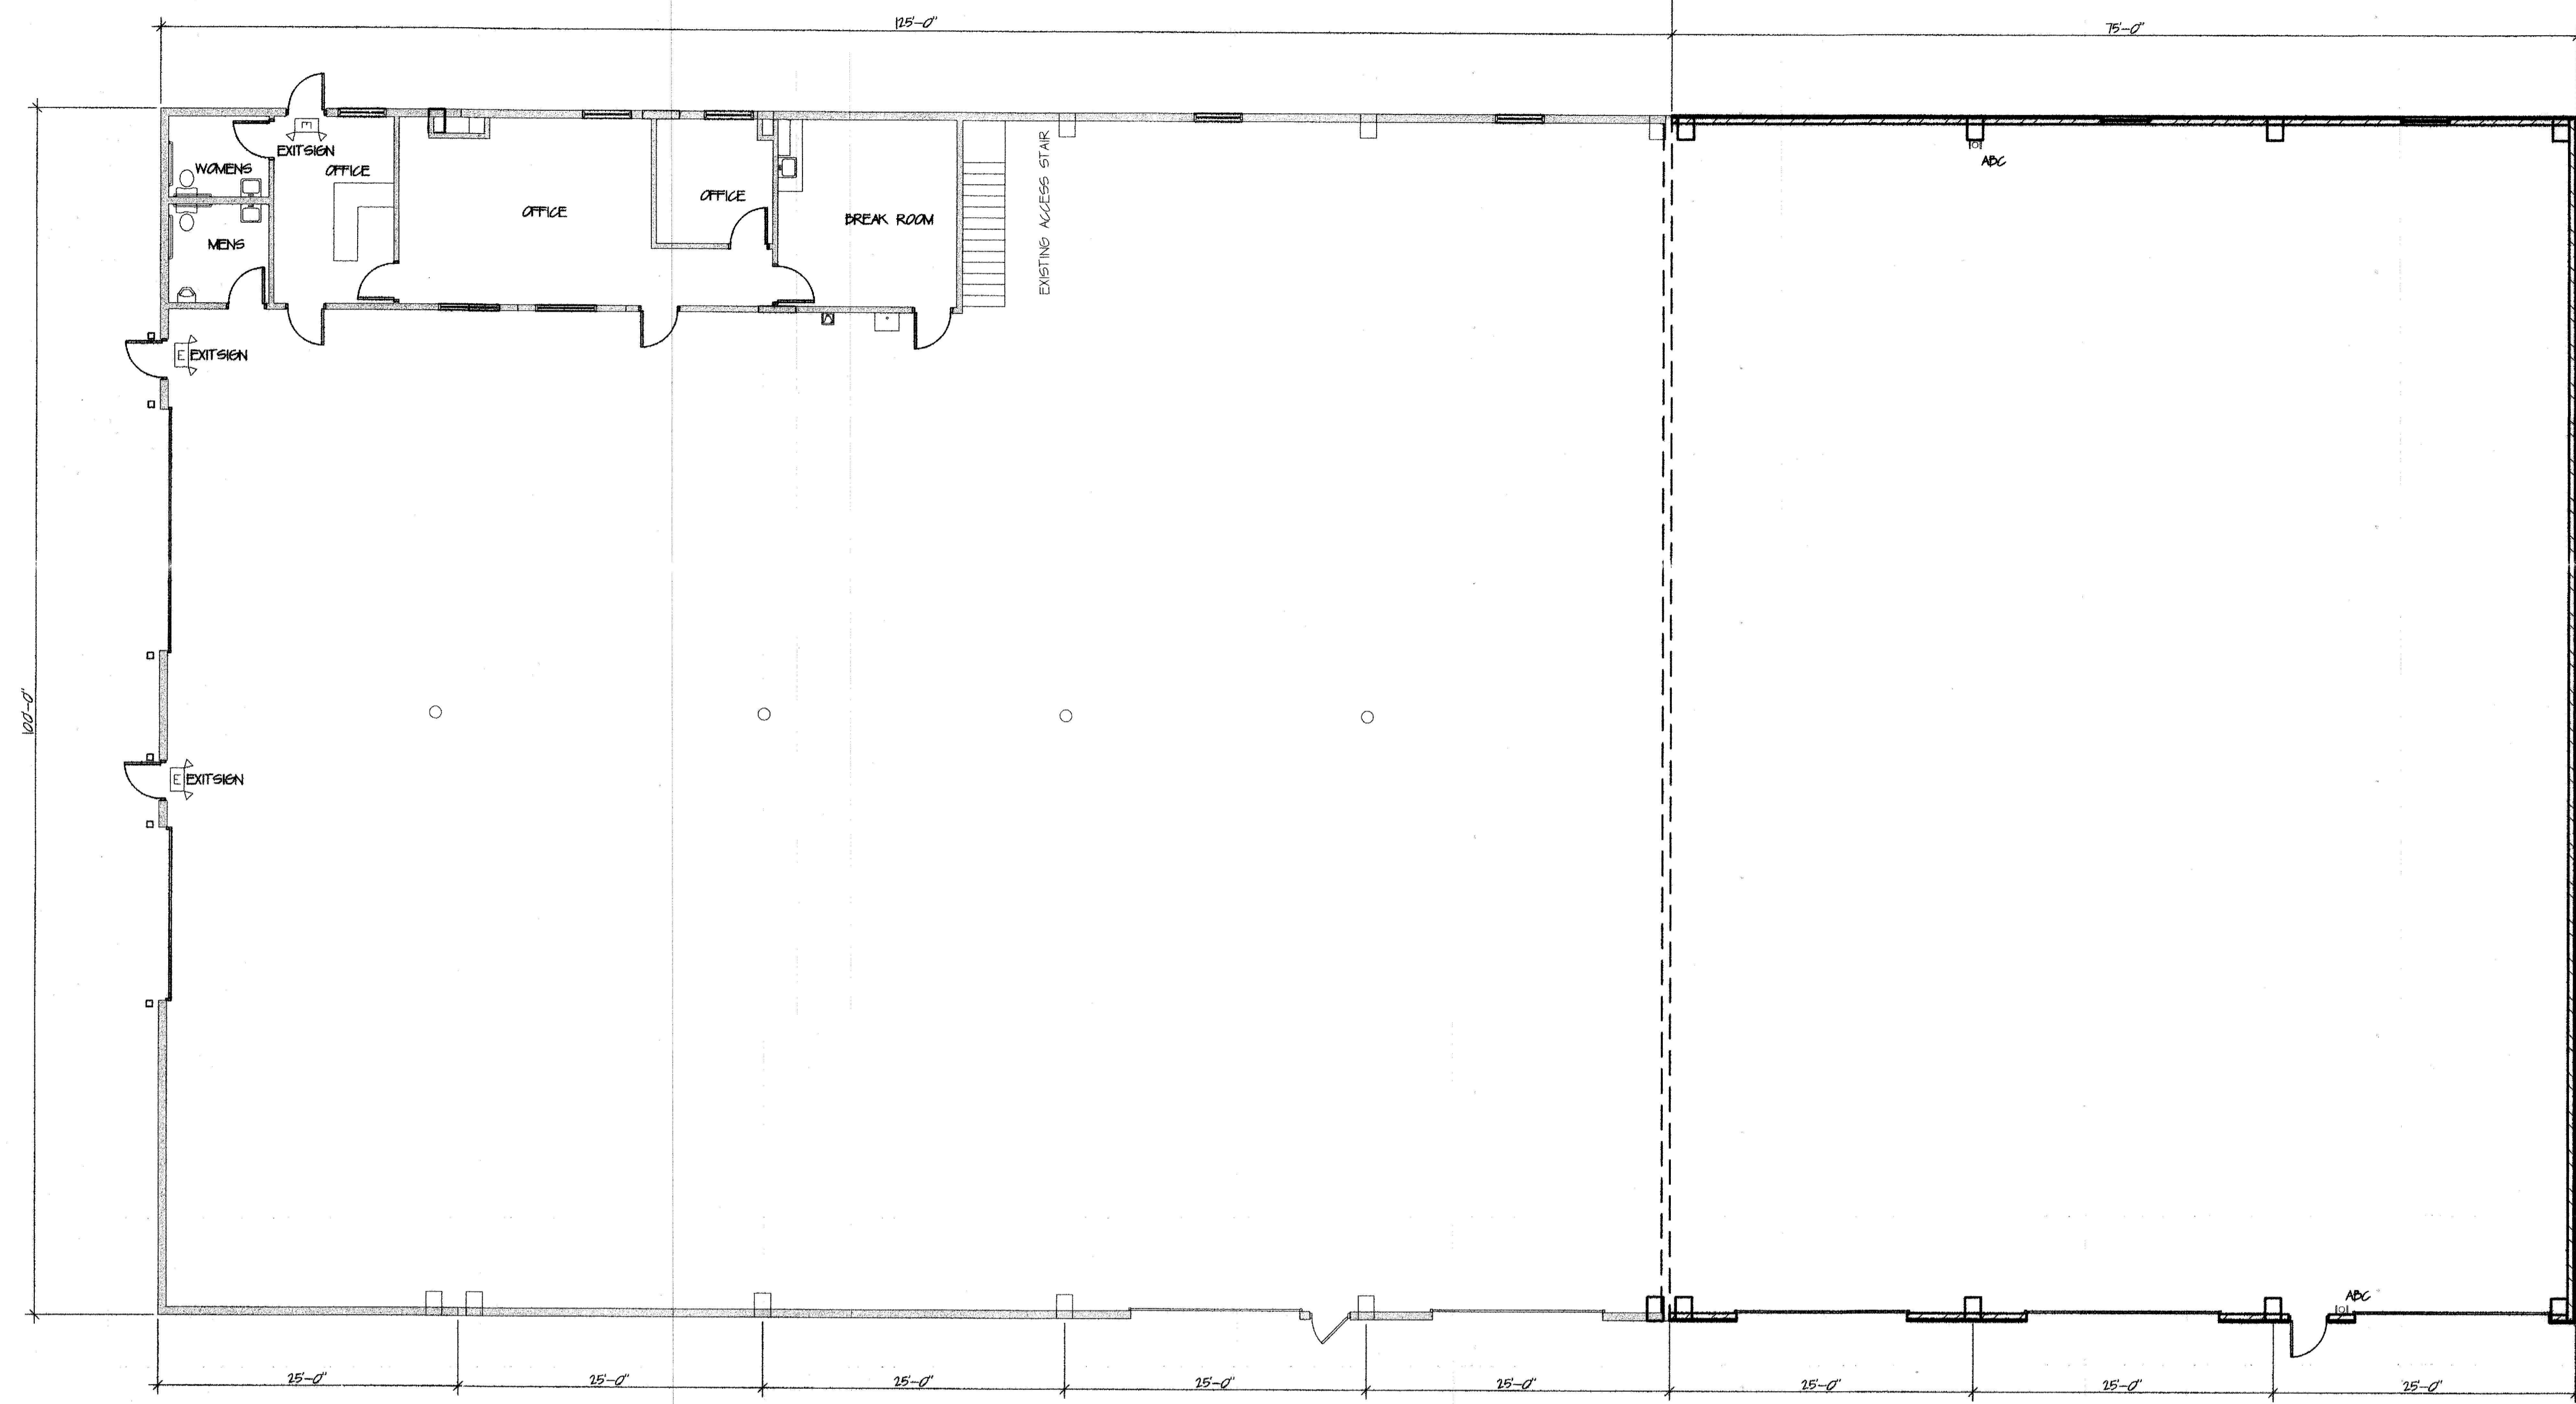 125'-0"
75'-0"
E
EXIT SIGN
WOMENS
OFFICE
OFFICE
OFFICE
BREAK ROOM
EXISTING ACCESS STAIR
ABC
MENS
E EXIT SIGN
100'-0"
E EXIT SIGN
ABC
25'-0"
25'-0"
25'-0"
25'-0"
25'-0"
25'-0"
25'-0"
25'-0"